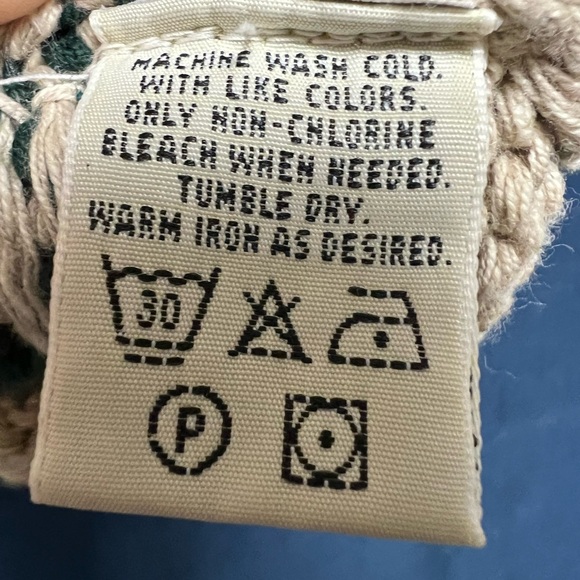 MACHINE WASH COLD.
WITH LIKE COLORS.
ONLY NON-CHLORINE
BLEACH WHEN NEEDED.
TUMBLE DRY.
WARM IRON AS DESIRED.
30
P